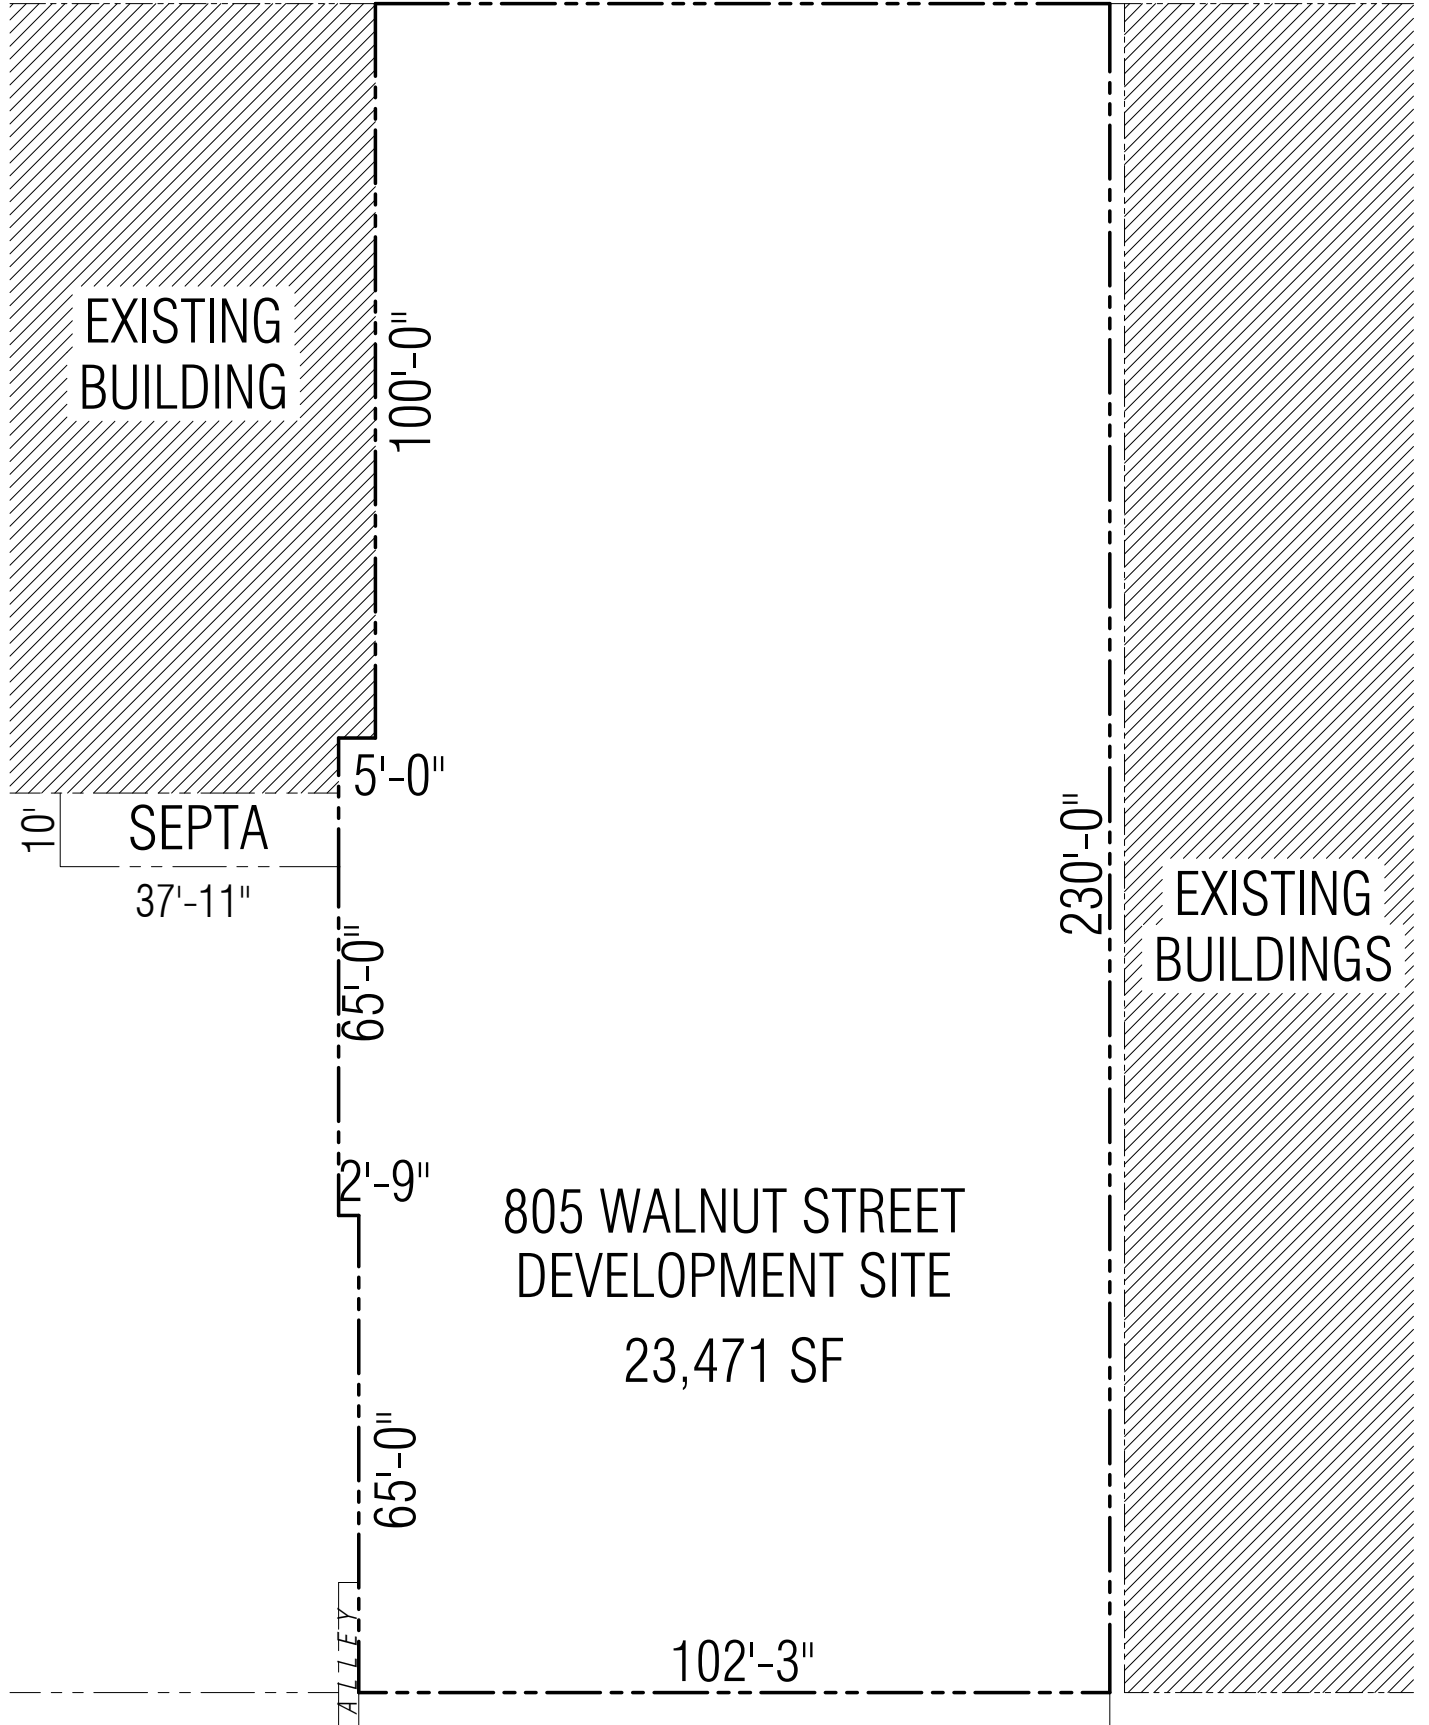 EXISTING
BUILDING
100'-0"
5'-0"
10'
SEPTA
37'-11"
230'-0"
EXISTING
BUILDINGS
65'-0"
2'-9"
805 WALNUT STREET
DEVELOPMENT SITE
23,471 SF
65'-0"
ALLEY
102'-3"